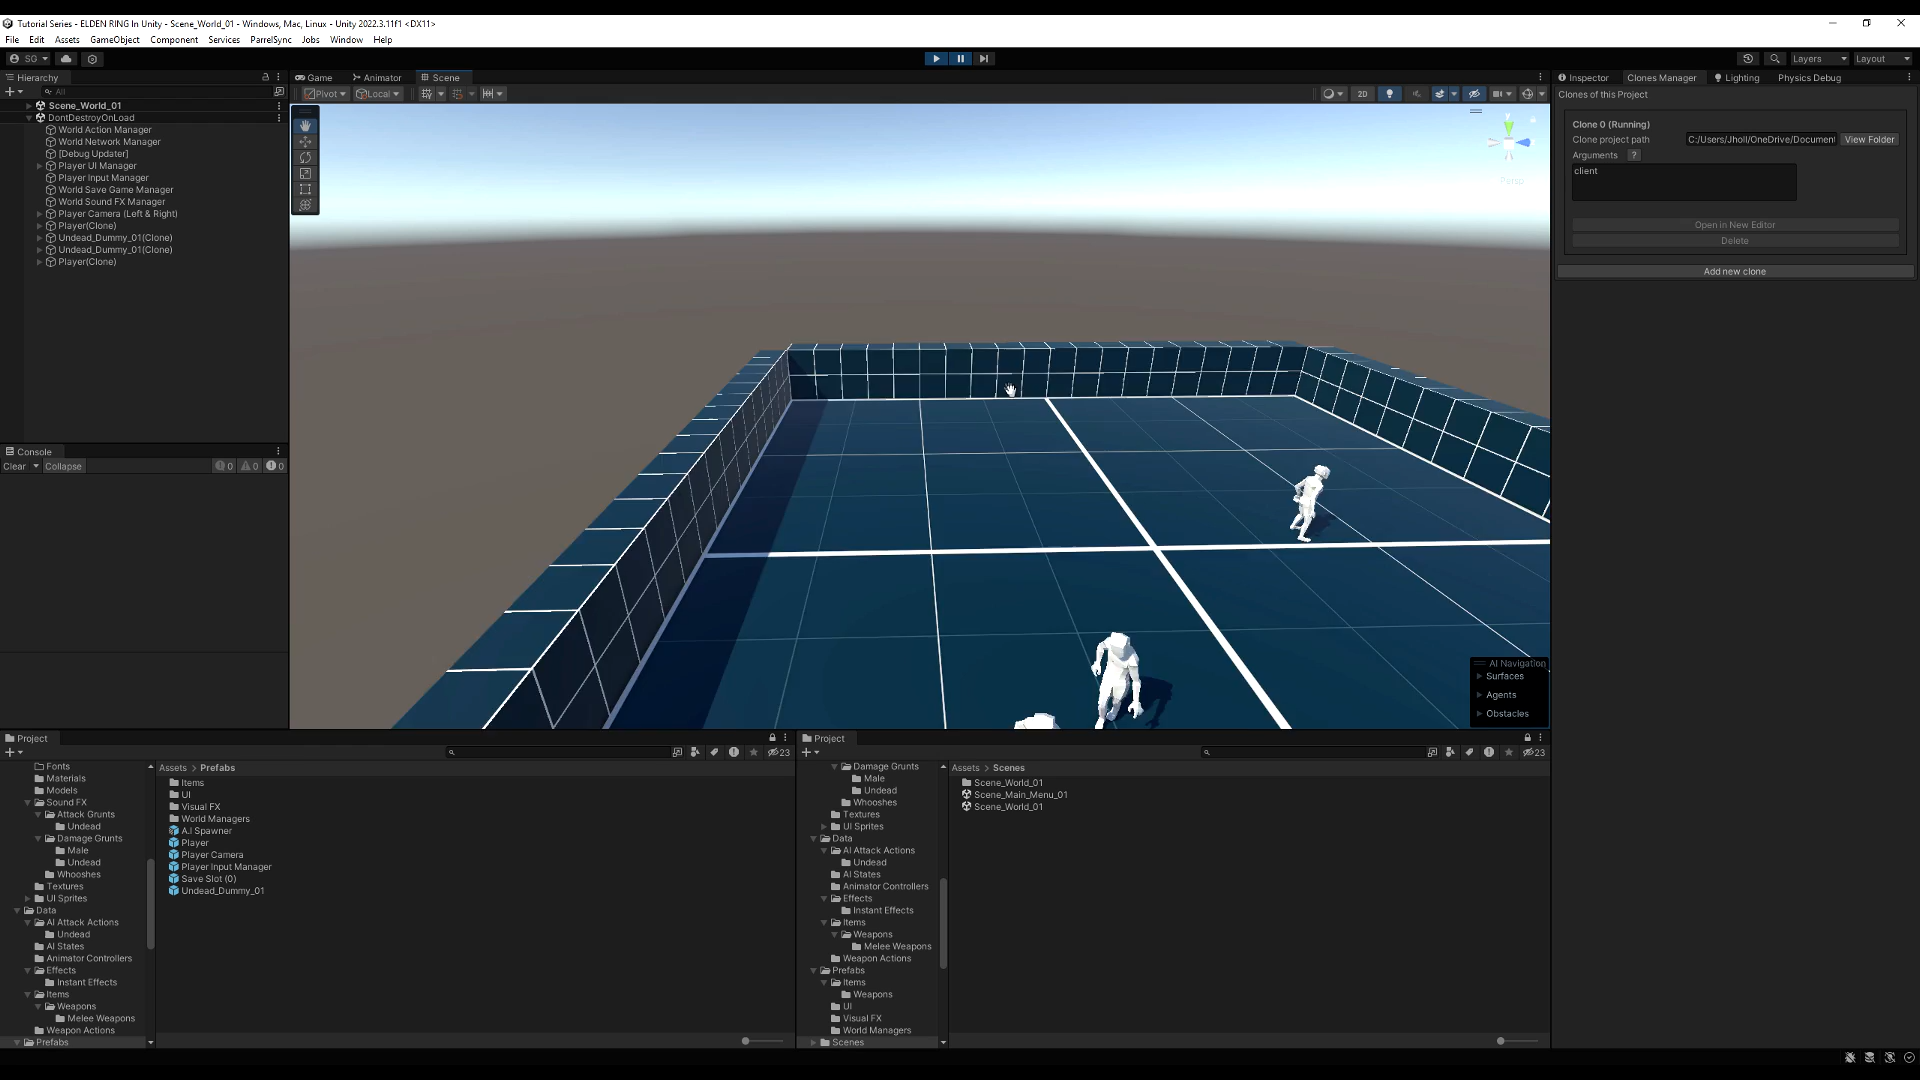 Tutorial Series - ELDEN RING In Unity - Scene_World_01 - Windows, Mac, Linux - Unity 2022.3.11f1 <DX11>
File Edit Assets GameObject Component Services ParrelSync Jobs Window Help
SG
Layers Layout
Hierarchy
All
Scene_World_01
DontDestroyOnLoad
World Action Manager
World Network Manager
[Debug Updater]
Player UI Manager
Player Input Manager
World Save Game Manager
World Sound FX Manager
Player Camera (Left & Right)
Player(Clone)
Undead_Dummy_01(Clone)
Undead_Dummy_01(Clone)
Player(Clone)
Console
Clear Collapse 0 0 0
Game Animator Scene
Pivot Local 2D
Persp
AI Navigation
Surfaces
Agents
Obstacles
Inspector Clones Manager Lighting Physics Debug
Clones of this Project
Clone 0 (Running)
Clone project path C:/Users/Jholl/OneDrive/Document View Folder
Arguments ?
client
Open in New Editor
Delete
Add new clone
Project
23
Fonts
Materials
Models
Sound FX
Attack Grunts
Undead
Damage Grunts
Male
Undead
Whooshes
Textures
UI Sprites
Data
AI Attack Actions
Undead
AI States
Animator Controllers
Effects
Instant Effects
Items
Weapons
Melee Weapons
Weapon Actions
Prefabs
Assets > Prefabs
Items
UI
Visual FX
World Managers
A.I Spawner
Player
Player Camera
Player Input Manager
Save Slot (0)
Undead_Dummy_01
Project
23
Damage Grunts
Male
Undead
Whooshes
Textures
UI Sprites
Data
AI Attack Actions
Undead
AI States
Animator Controllers
Effects
Instant Effects
Items
Weapons
Melee Weapons
Weapon Actions
Prefabs
Items
Weapons
UI
Visual FX
World Managers
Scenes
Assets > Scenes
Scene_World_01
Scene_Main_Menu_01
Scene_World_01